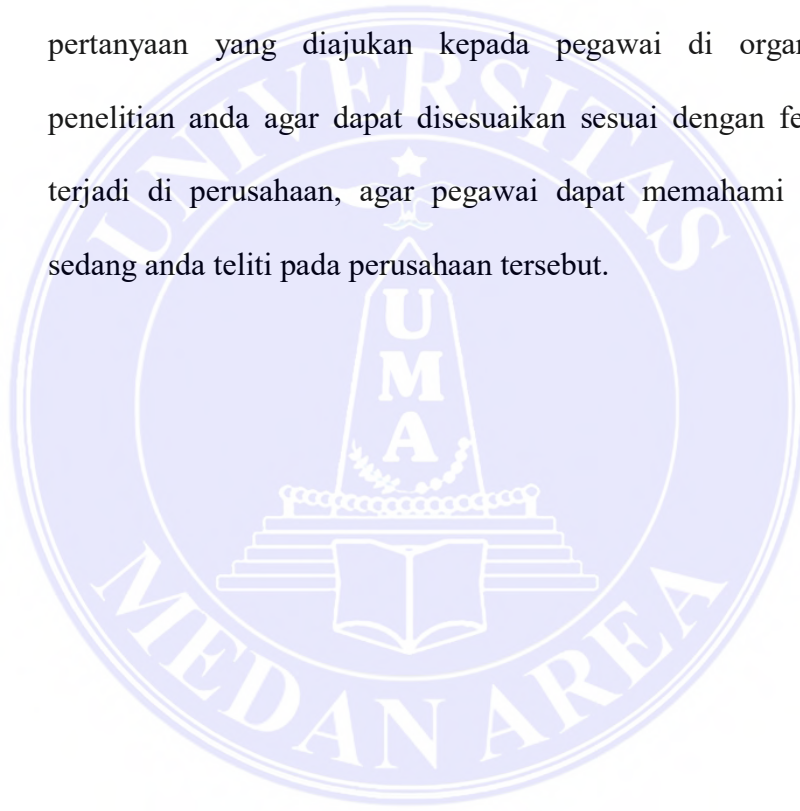 pertanyaan yang diajukan kepada pegawai di
penelitian anda agar dapat disesuaikan sesuai dengan
terjadi di perusahaan, agar pegawai dapat memahami
sedang anda teliti pada perusahaan tersebut.
UNIVERSITAS
UMA
MEDAN AREA